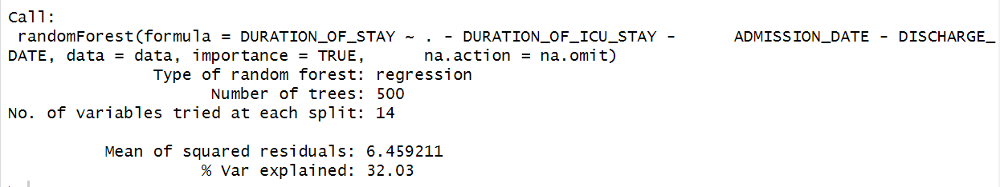 Call:
 randomForest(formula = DURATION_OF_STAY ~ . - DURATION_OF_ICU_STAY -      ADMISSION_DATE - DISCHARGE_
DATE, data = data, importance = TRUE,      na.action = na.omit)
               Type of random forest: regression
                     Number of trees: 500
No. of variables tried at each split: 14

          Mean of squared residuals: 6.459211
                    % Var explained: 32.03